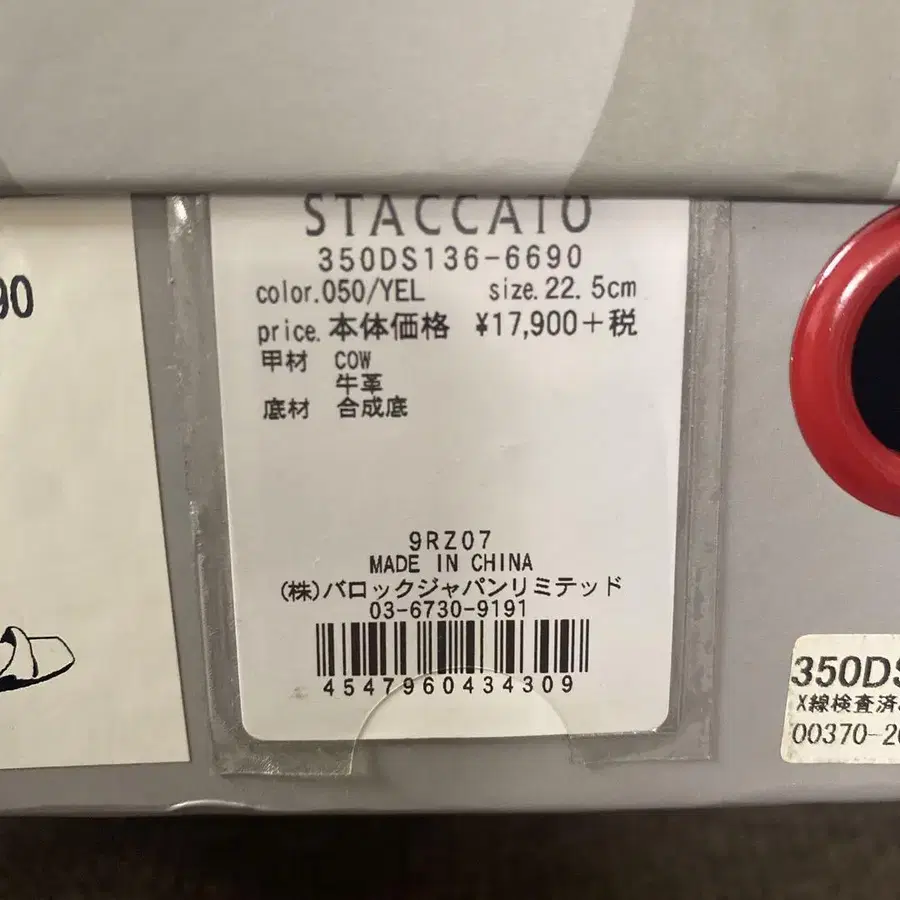 STACCATO
350DS136-6690
color.050/YEL size.22.5cm
price.本体価格 ¥17,900+税
甲材 COW
牛革
底材 合成底
9RZ07
MADE IN CHINA
(株)バロックジャパンリミテッド
03-6730-9191
4547960434309
90
350DS
X線検査済
00370-2